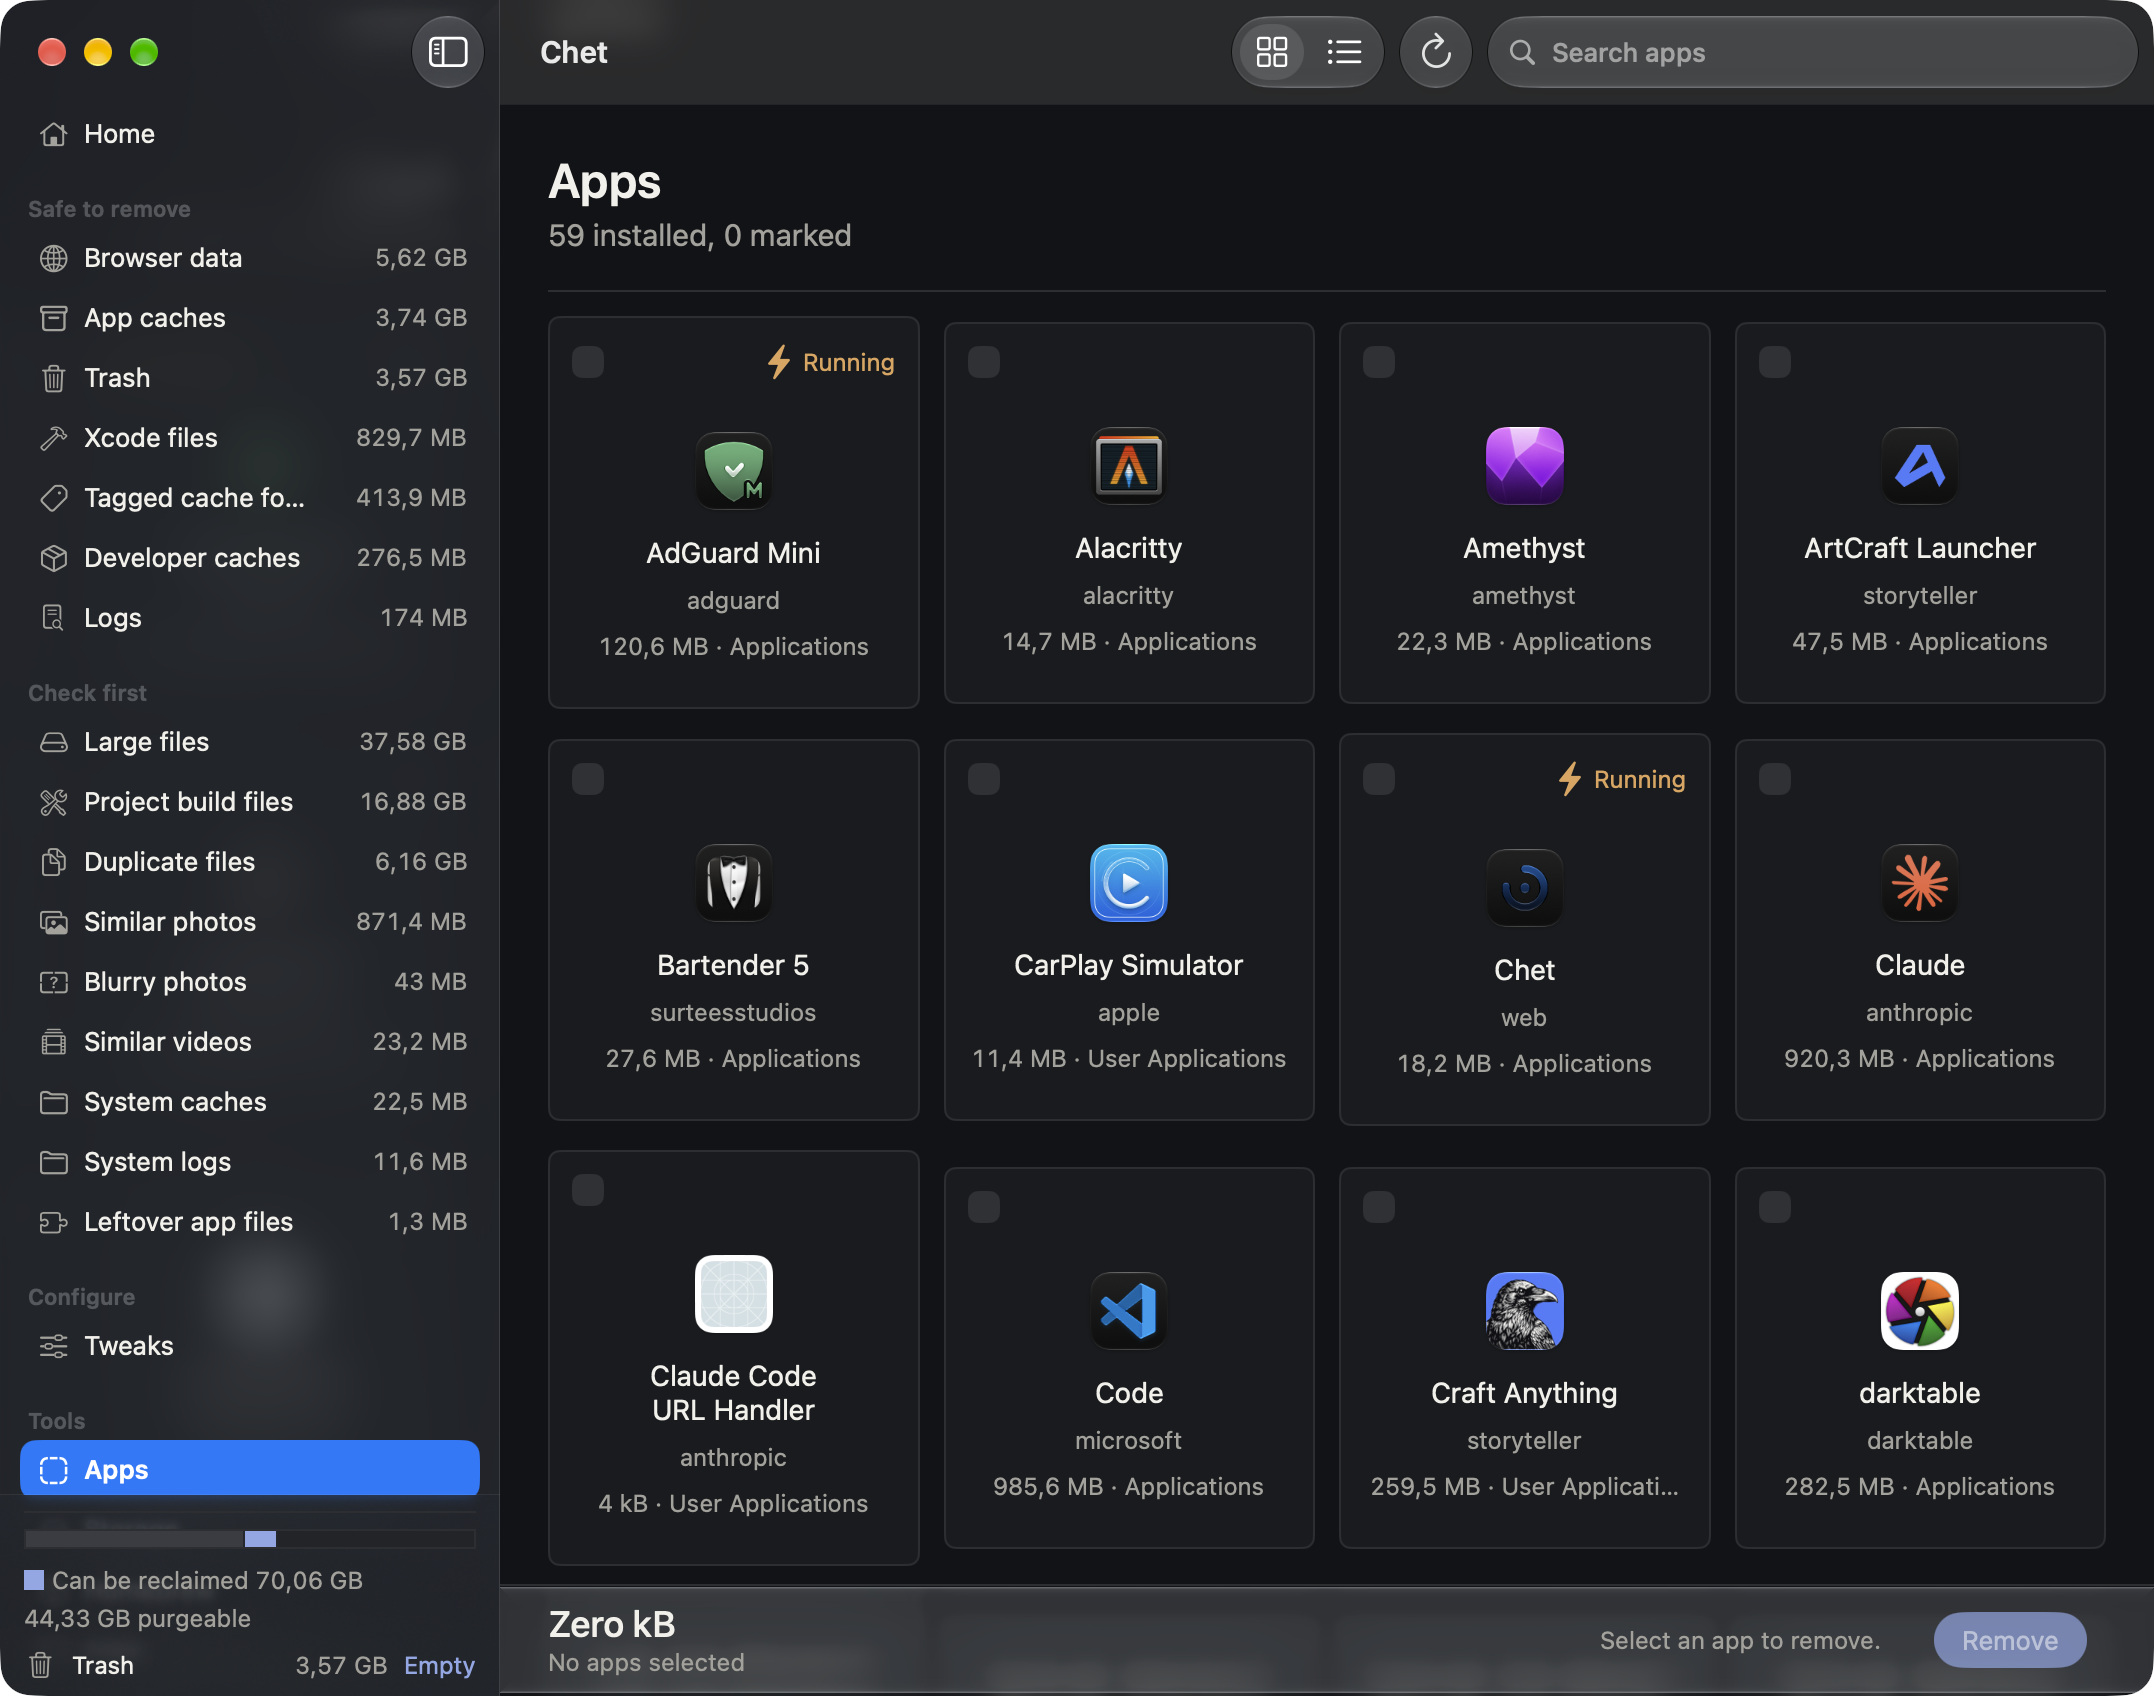 Chet
Search apps
Home
Safe to remove
Browser data 5,62 GB
App caches 3,74 GB
Trash 3,57 GB
Xcode files 829,7 MB
Tagged cache fo... 413,9 MB
Developer caches 276,5 MB
Logs 174 MB
Check first
Large files 37,58 GB
Project build files 16,88 GB
Duplicate files 6,16 GB
Similar photos 871,4 MB
Blurry photos 43 MB
Similar videos 23,2 MB
System caches 22,5 MB
System logs 11,6 MB
Leftover app files 1,3 MB
Configure
Tweaks
Tools
Apps
Can be reclaimed 70,06 GB
44,33 GB purgeable
Trash 3,57 GB Empty
Apps
59 installed, 0 marked
Running
AdGuard Mini
adguard
120,6 MB · Applications
Alacritty
alacritty
14,7 MB · Applications
Amethyst
amethyst
22,3 MB · Applications
ArtCraft Launcher
storyteller
47,5 MB · Applications
Bartender 5
surteesstudios
27,6 MB · Applications
CarPlay Simulator
apple
11,4 MB · User Applications
Running
Chet
web
18,2 MB · Applications
Claude
anthropic
920,3 MB · Applications
Claude Code
URL Handler
anthropic
4 kB · User Applications
Code
microsoft
985,6 MB · Applications
Craft Anything
storyteller
259,5 MB · User Applicati...
darktable
darktable
282,5 MB · Applications
Zero kB
No apps selected
Select an app to remove.
Remove